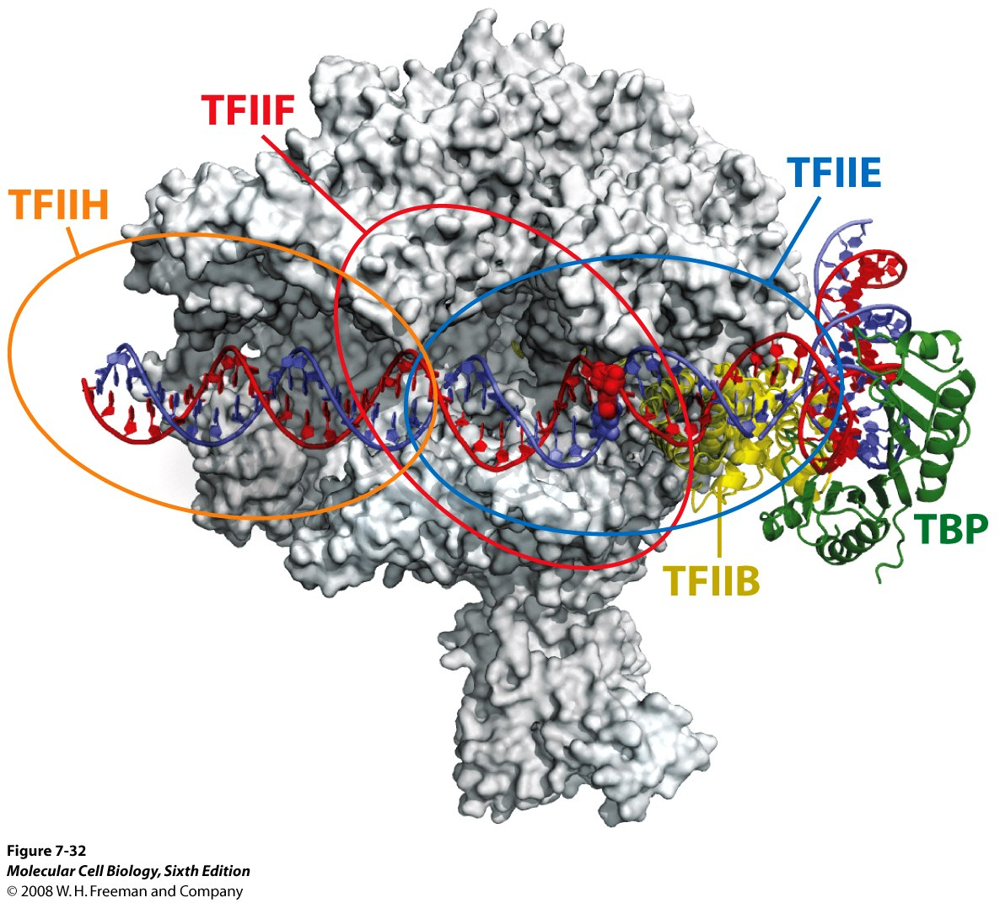 TFIIF
TFIIE
TFIIH
TBP
TFIIB
Figure 7-32
Molecular Cell Biology, Sixth Edition
© 2008 W. H. Freeman and Company